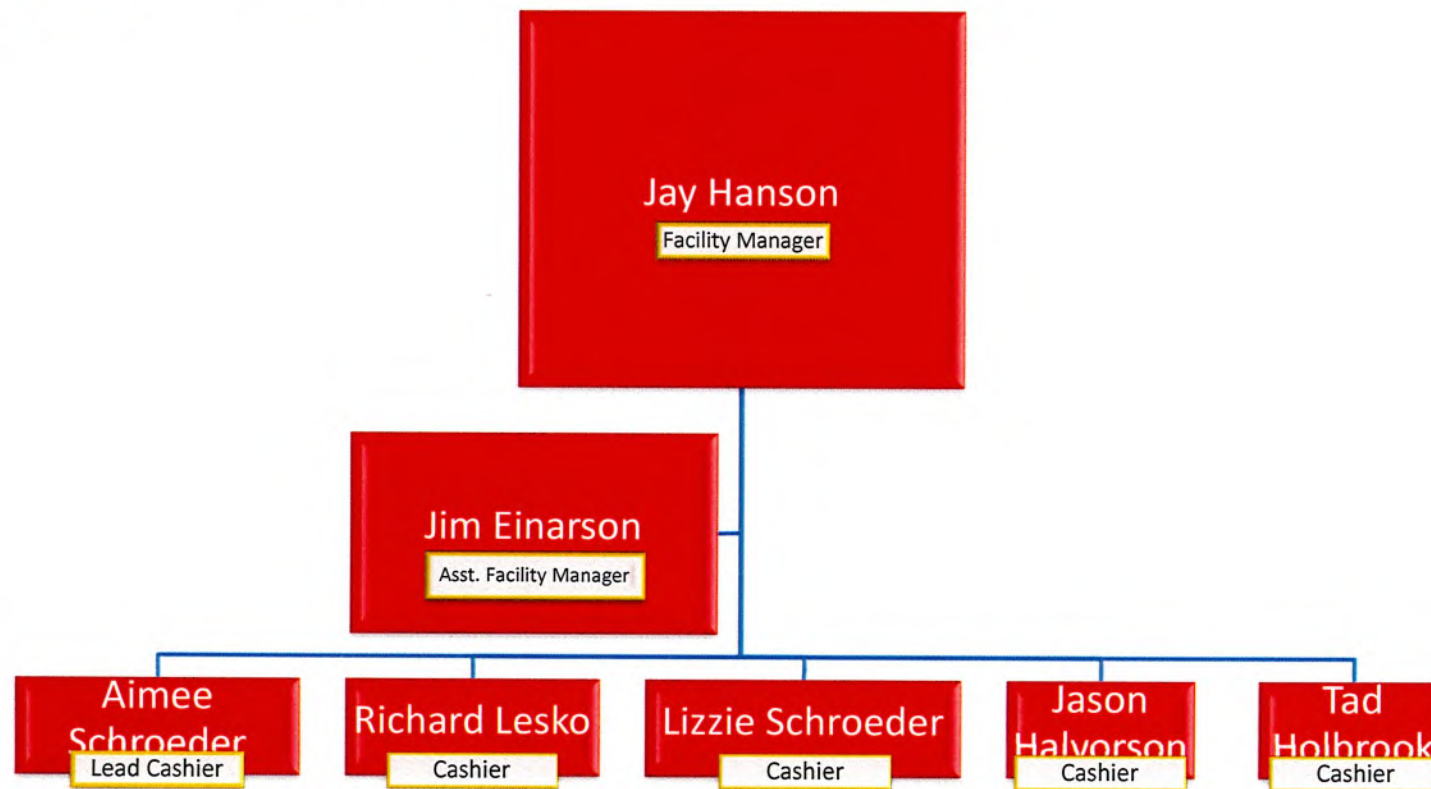 Jay Hanson
Facility Manager
Jim Einarson
Asst. Facility Manager
Aimee
Schroeder
Lead Cashier
Richard Lesko
Cashier
Lizzie Schroeder
Cashier
Jason
Halvorson
Cashier
Tad
Holbrook
Cashier